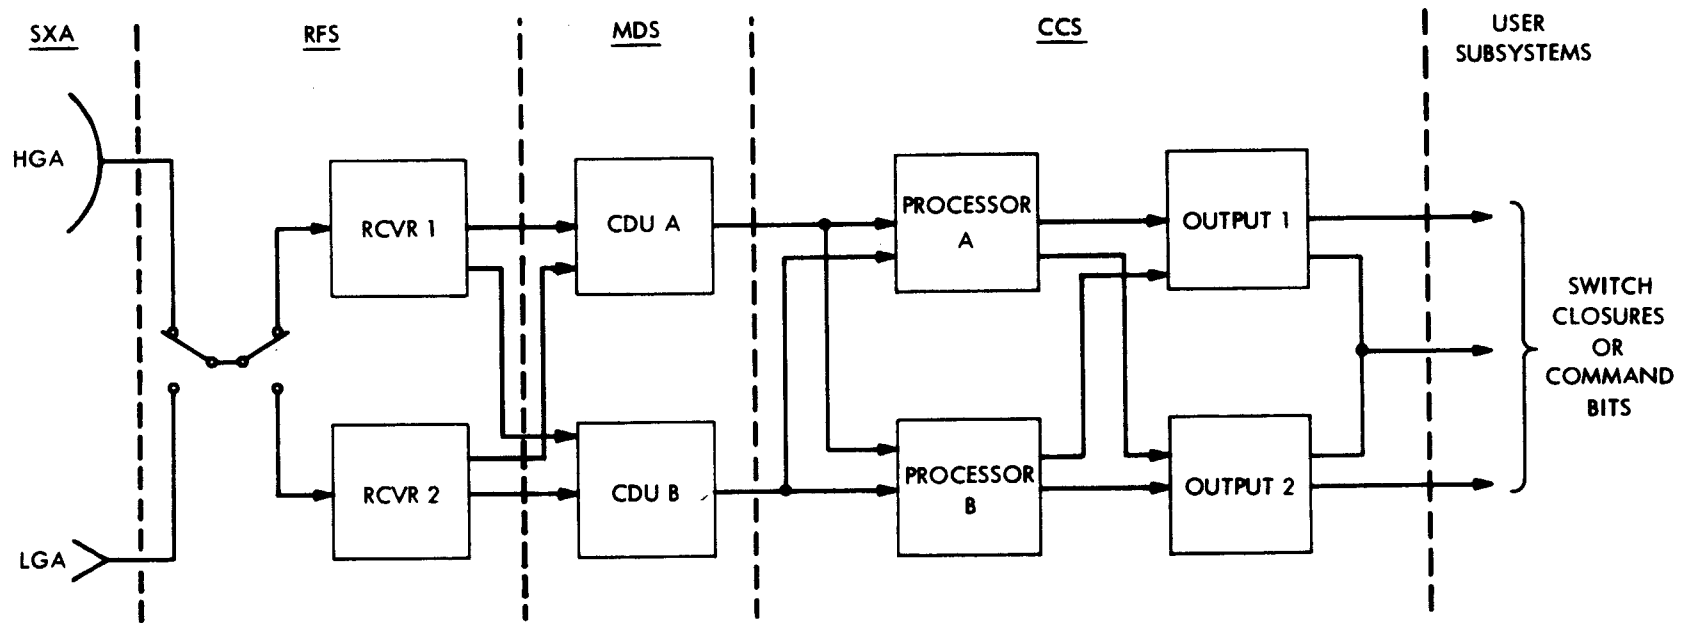 SXA
RFS
MDS
CCS
USER
SUBSYSTEMS
HGA
RCVR 1
CDU A
PROCESSOR
A
OUTPUT 1
SWITCH
CLOSURES
OR
COMMAND
BITS
RCVR 2
CDU B
PROCESSOR
B
OUTPUT 2
LGA